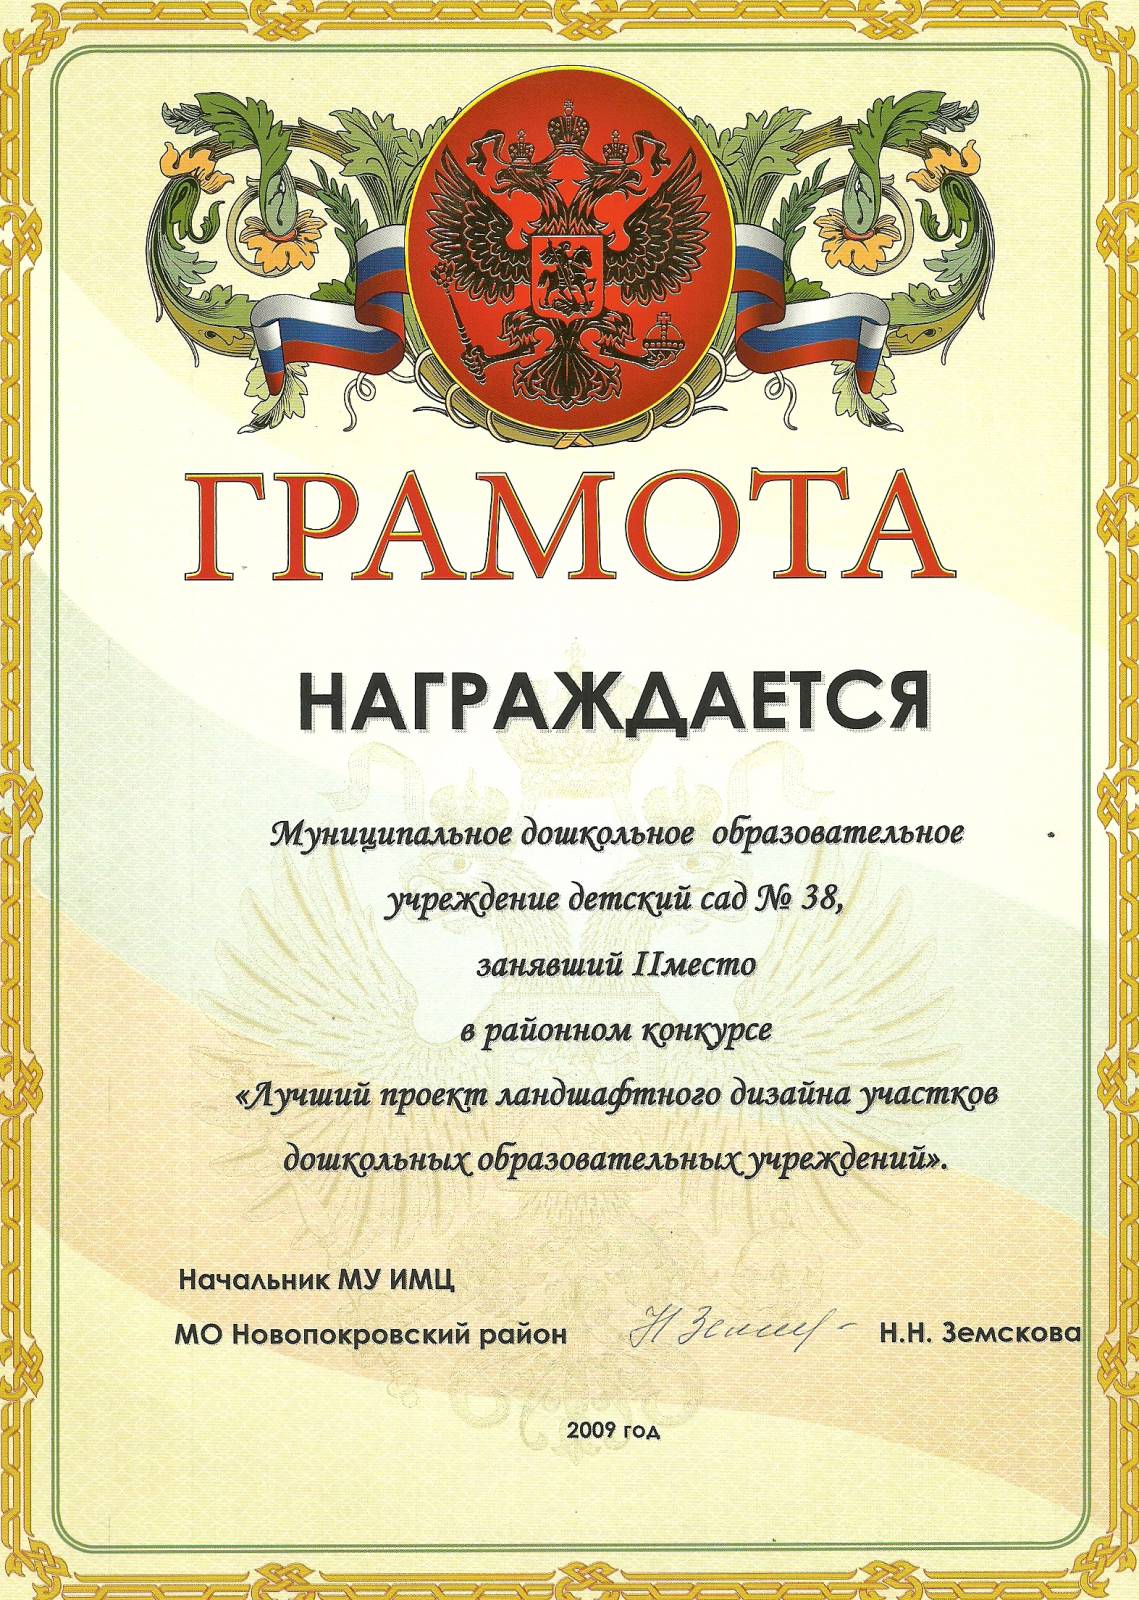 ГРАМОТА
НАГРАЖДАЕТСЯ
Муниципальное дошкольное образовательное
учреждение детский сад № 38,
занявший IIместо
в районном конкурсе
«Лучший проект ландшафтного дизайна участков
дошкольных образовательных учреждений».
Начальник МУ ИМЦ
МО Новопокровский район
Н.Н. Земскова
2009 год